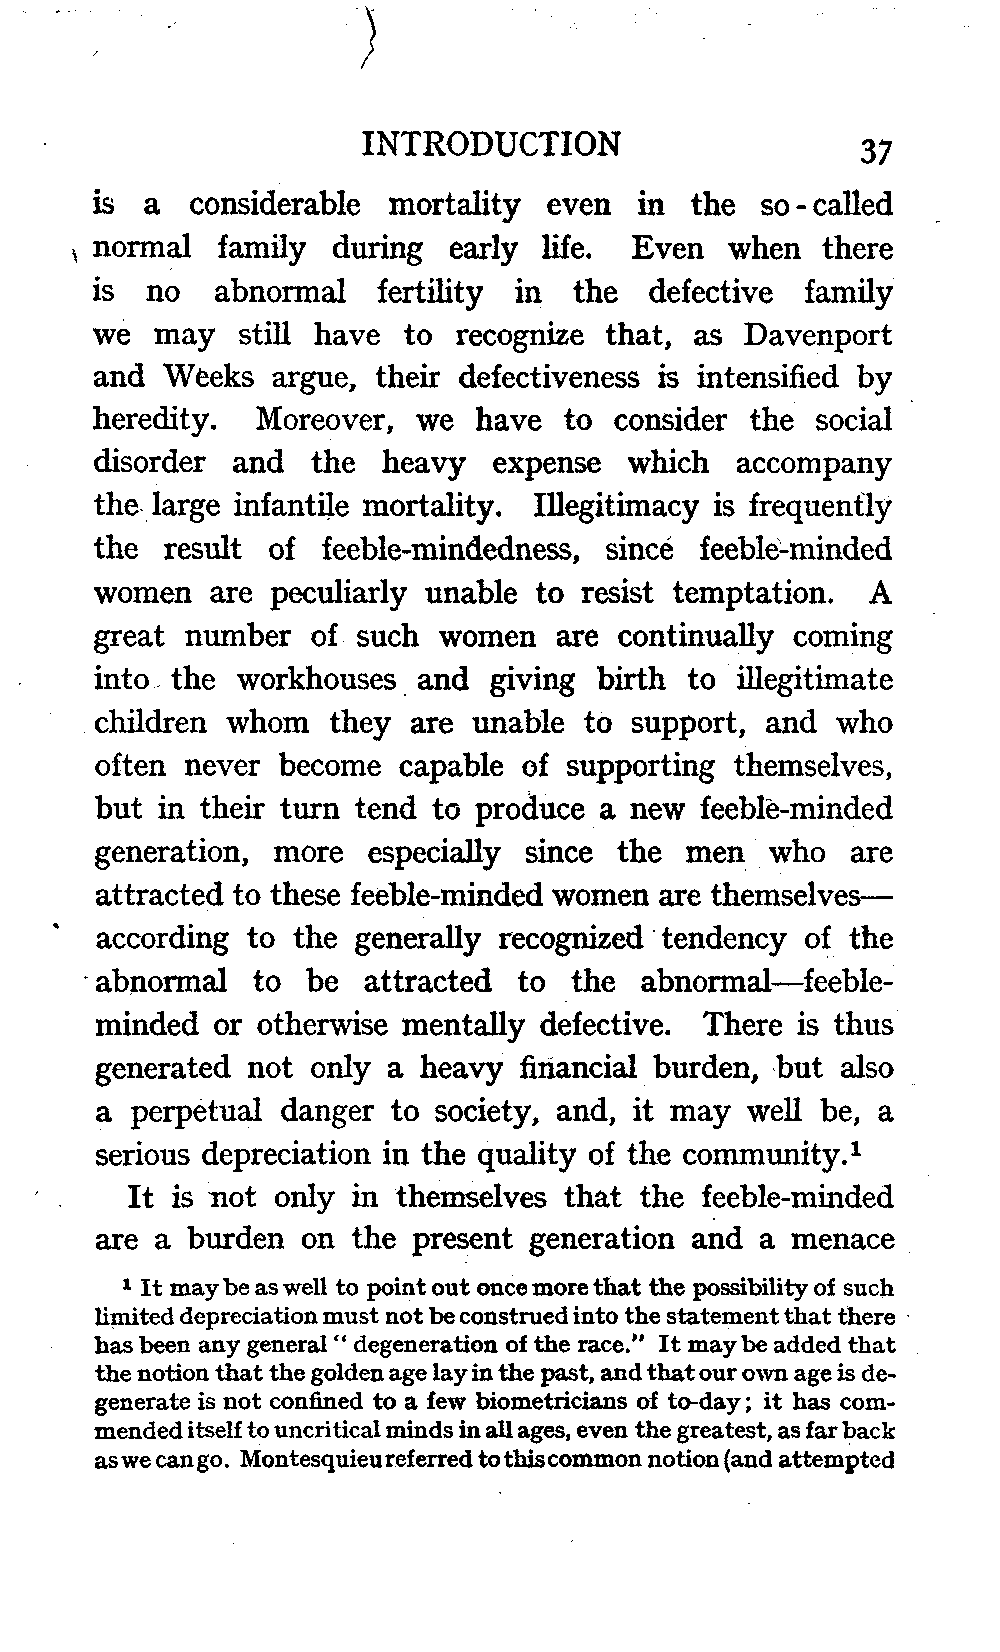 INTRODUCTION 37
is a considerable mortality even in the so-called
normal family during early life. Even when there
is no abnormal fertility in the defective family
we may still have to recognize that, as Davenport
and Weeks argue, their defectiveness is intensified by
heredity. Moreover, we have to consider the social
disorder and the heavy expense which accompany
the large infantile mortality. Illegitimacy is frequently
the result of feeble-mindedness, since feeble-minded
women are peculiarly unable to resist temptation. A
great number of such women are continually coming
into the workhouses and giving birth to illegitimate
children whom they are unable to support, and who
often never become capable of supporting themselves,
but in their turn tend to produce a new feeble-minded
generation, more especially since the men who are
attracted to these feeble-minded women are themselves—
according to the generally recognized tendency of the
abnormal to be attracted to the abnormal—feeble-
minded or otherwise mentally defective. There is thus
generated not only a heavy financial burden, but also
a perpetual danger to society, and, it may well be, a
serious depreciation in the quality of the community.¹
It is not only in themselves that the feeble-minded
are a burden on the present generation and a menace
¹ It may be as well to point out once more that the possibility of such
limited depreciation must not be construed into the statement that there
has been any general "degeneration of the race." It may be added that
the notion that the golden age lay in the past, and that our own age is de-
generate is not confined to a few biometricians of to-day; it has com-
mended itself to uncritical minds in all ages, even the greatest, as far back
as we can go. Montesquieu referred to this common notion (and attempted